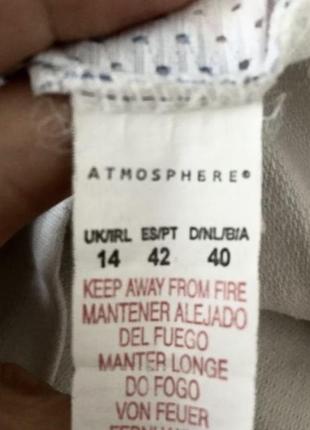 ATMOSPHERE®
UK/IRL ES/PT D/NL/B/A
14 42 40
KEEP AWAY FROM FIRE
MANTENER ALEJADO
DEL FUEGO
MANTER LONGE
DO FOGO
VON FEUER
FERNHALTEN